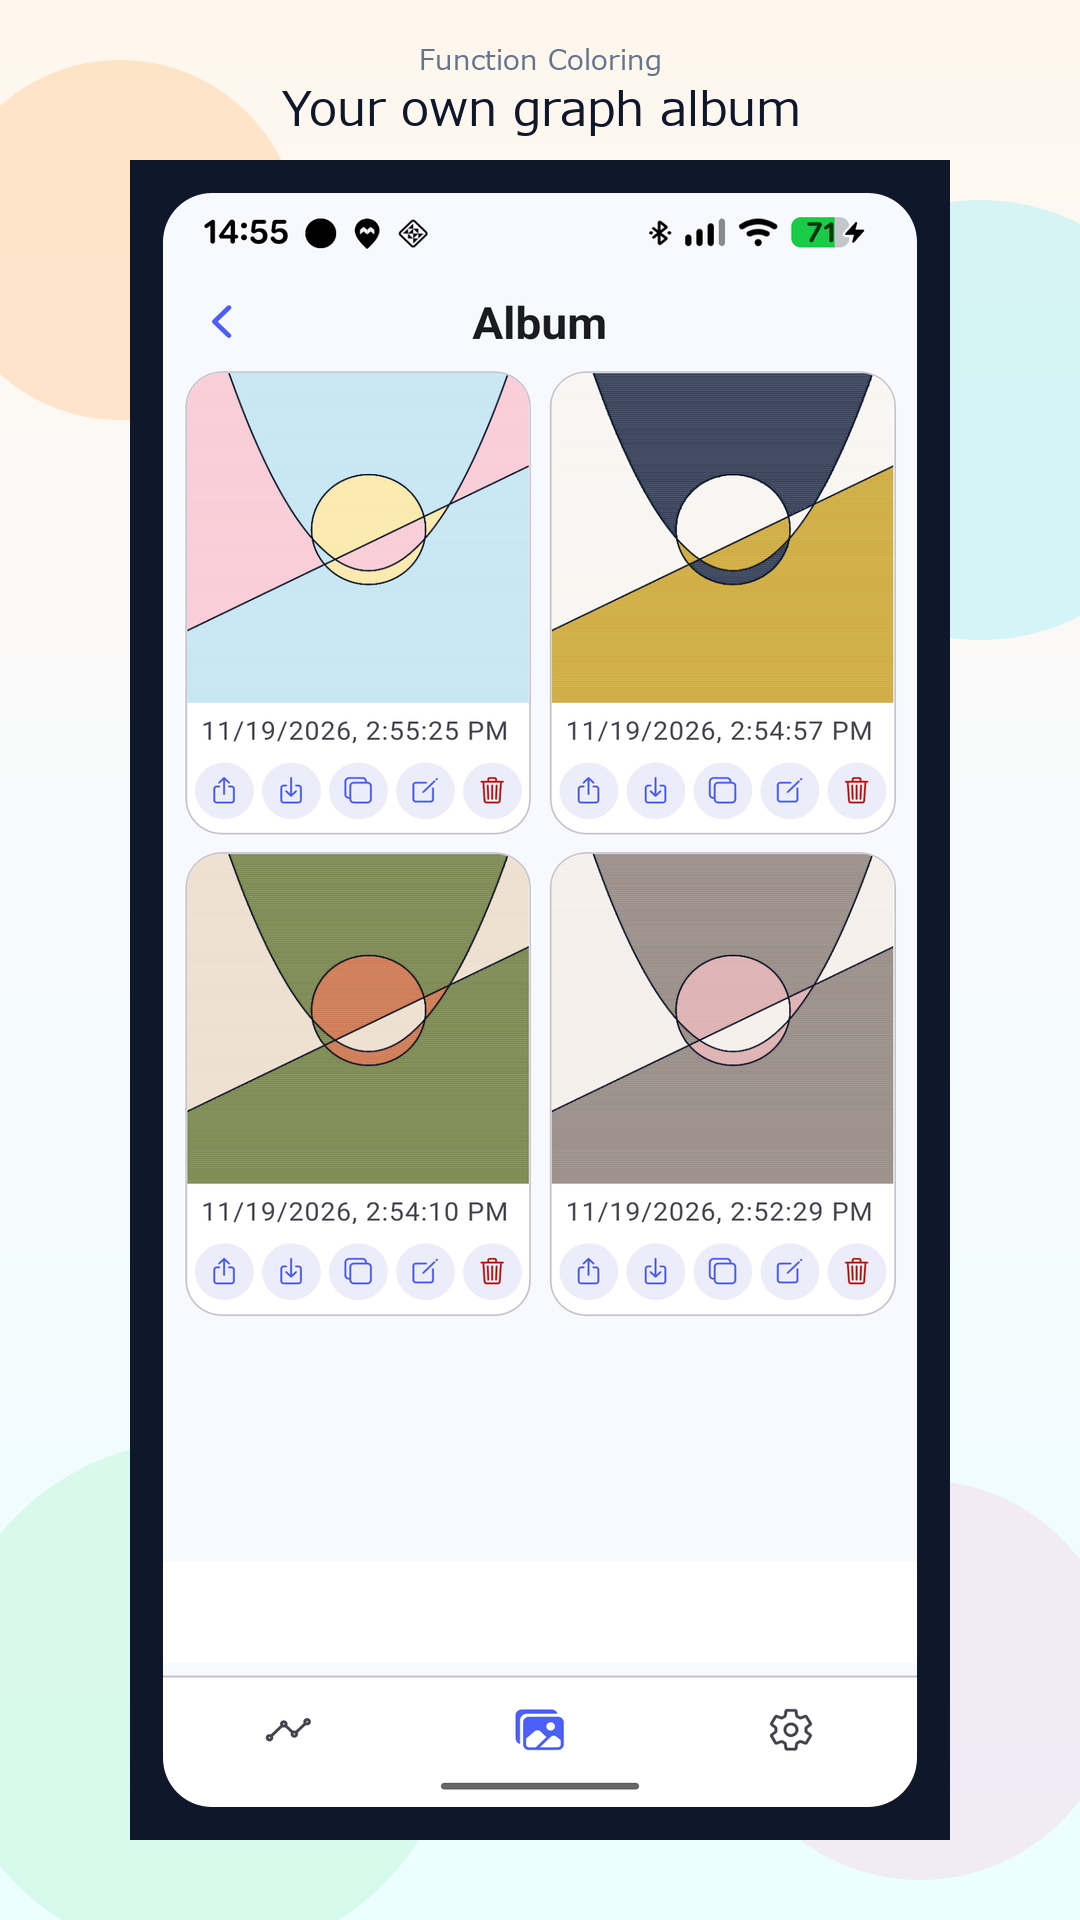 Function Coloring
Your own graph album
14:55
71
Album
11/19/2026, 2:55:25 PM
11/19/2026, 2:54:57 PM
11/19/2026, 2:54:10 PM
11/19/2026, 2:52:29 PM